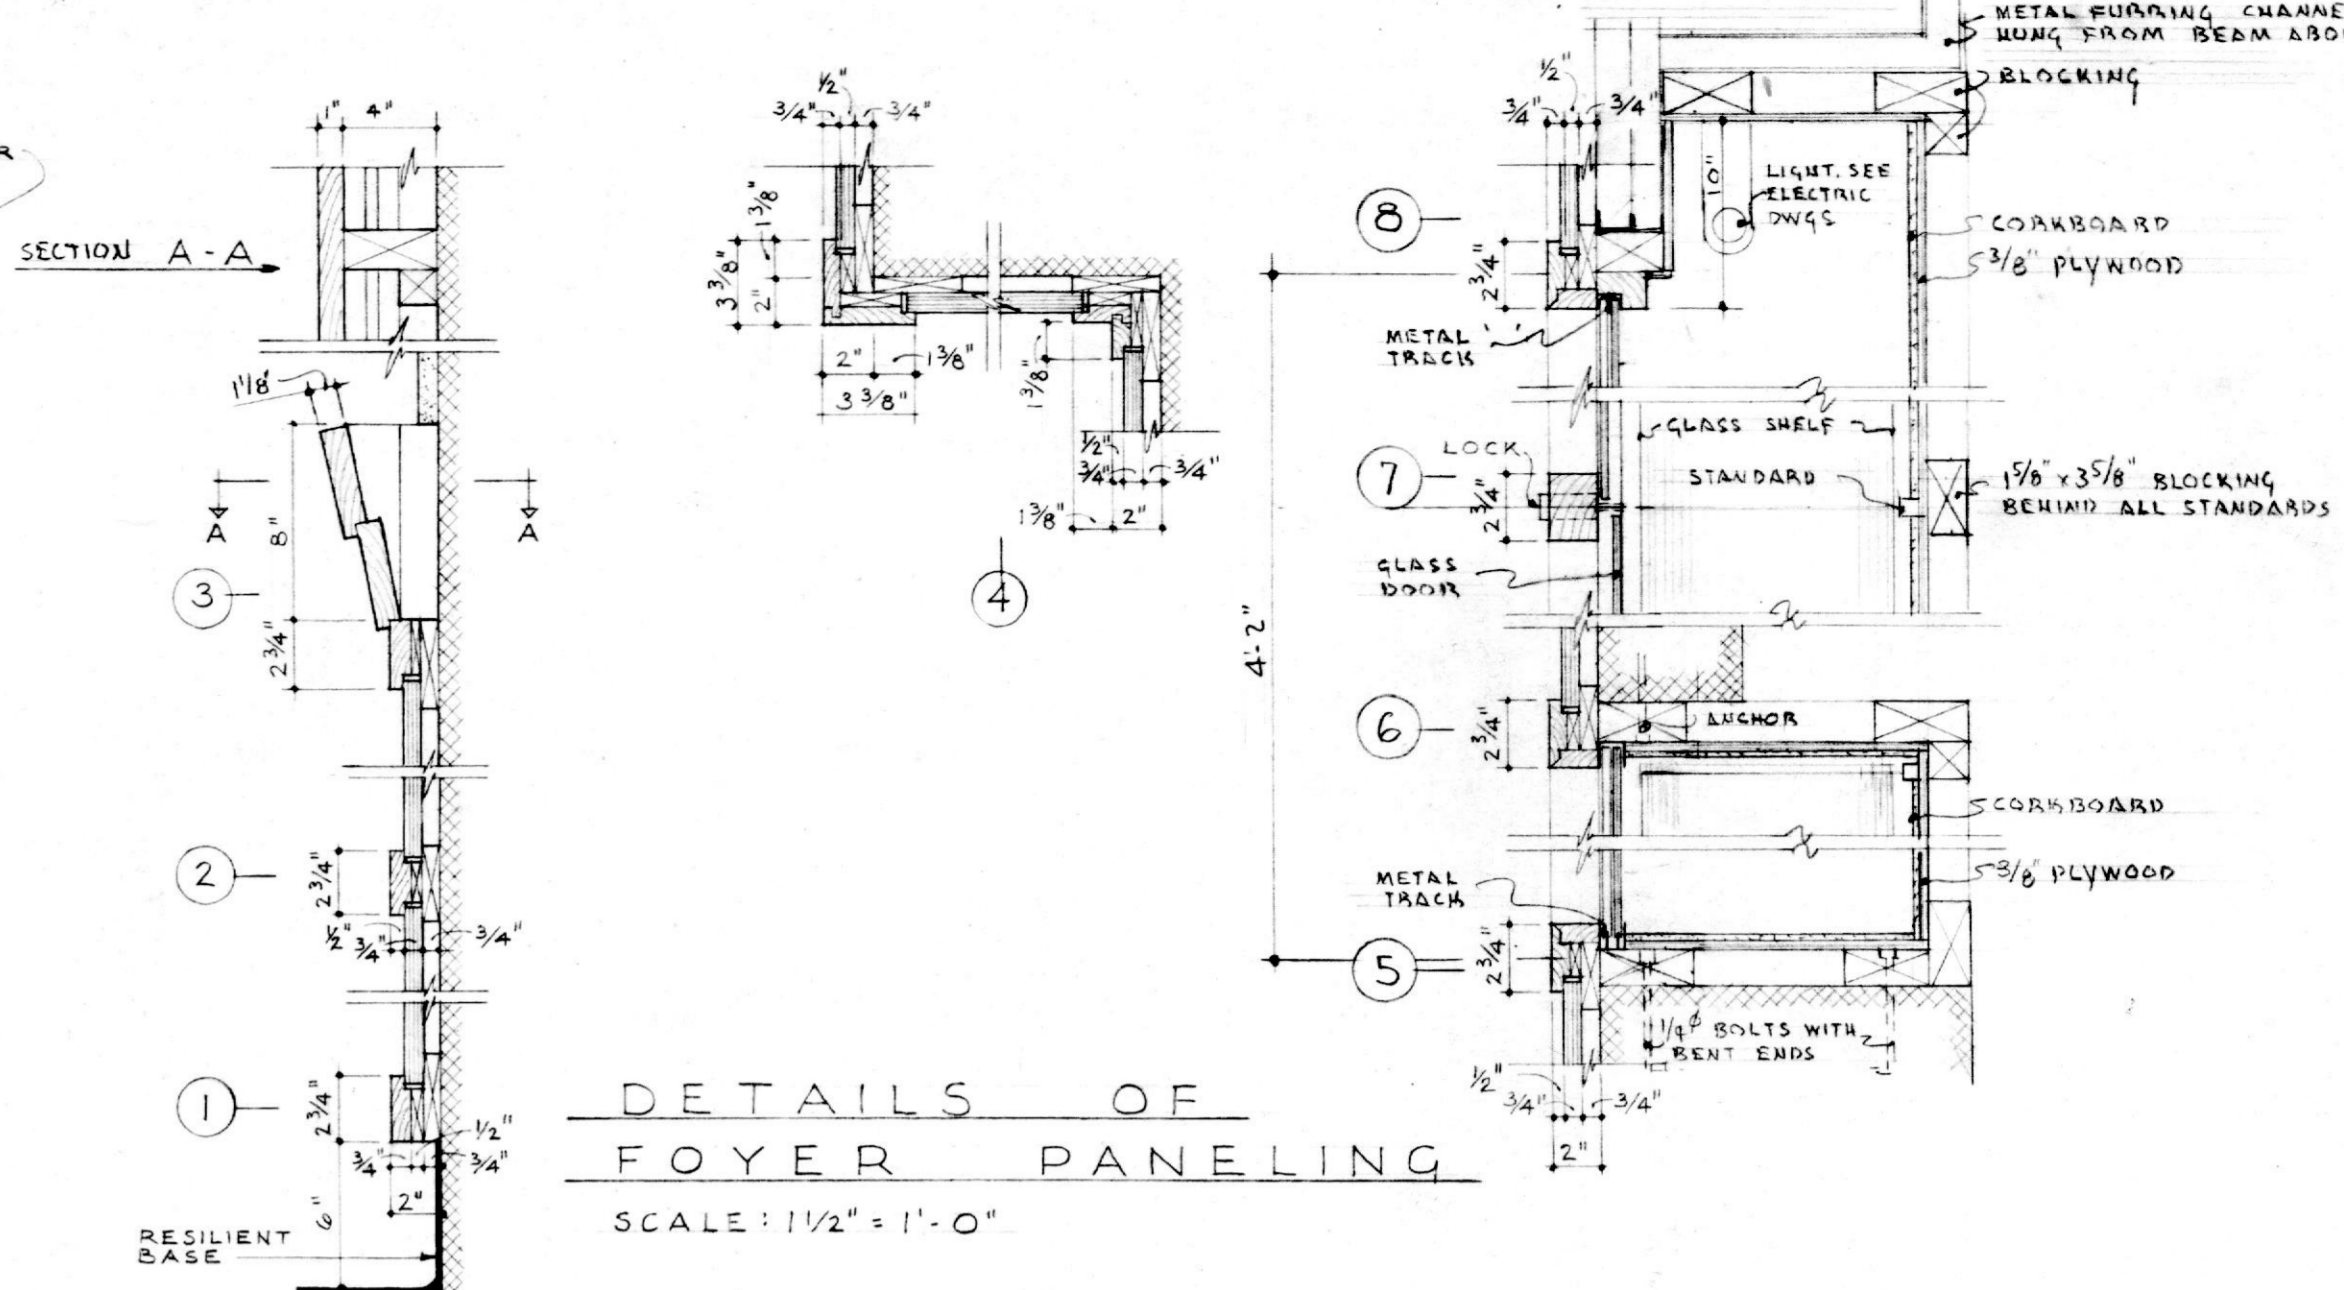 R
SECTION A-A
1" 4"
1 1/8"
8"
2 3/4"
A A
3
2
2 3/4"
1/2" 3/4" 3/4"
1
2 3/4"
1/2"
3/4" 3/4"
2"
6"
RESILIENT
BASE
1/2"
3/4" 3/4"
1 3/8"
3 3/8"
2"
2" 1 3/8"
3 3/8"
1 3/8"
1/2"
3/4" 3/4"
1 3/8" 2"
4
DETAILS OF
FOYER PANELING
SCALE: 1 1/2" = 1'-0"
METAL FURRING
HUNG FROM BEAM
BLOCKING
1/2"
3/4" 3/4"
10"
LIGHT. SEE
ELECTRIC
DWGS
CORKBOARD
3/8" PLYWOOD
8
2 3/4"
METAL
TRACK
GLASS SHELF
LOCK
STANDARD
7
2 3/4"
1 5/8" x 3 5/8" BLOCKING
BEHIND ALL STANDARDS
GLASS
DOOR
4'-2"
6
2 3/4"
ANCHOR
CORKBOARD
3/8" PLYWOOD
METAL
TRACK
5
2 3/4"
1/4" φ BOLTS WITH
BENT ENDS
1/2"
3/4" 3/4"
2"